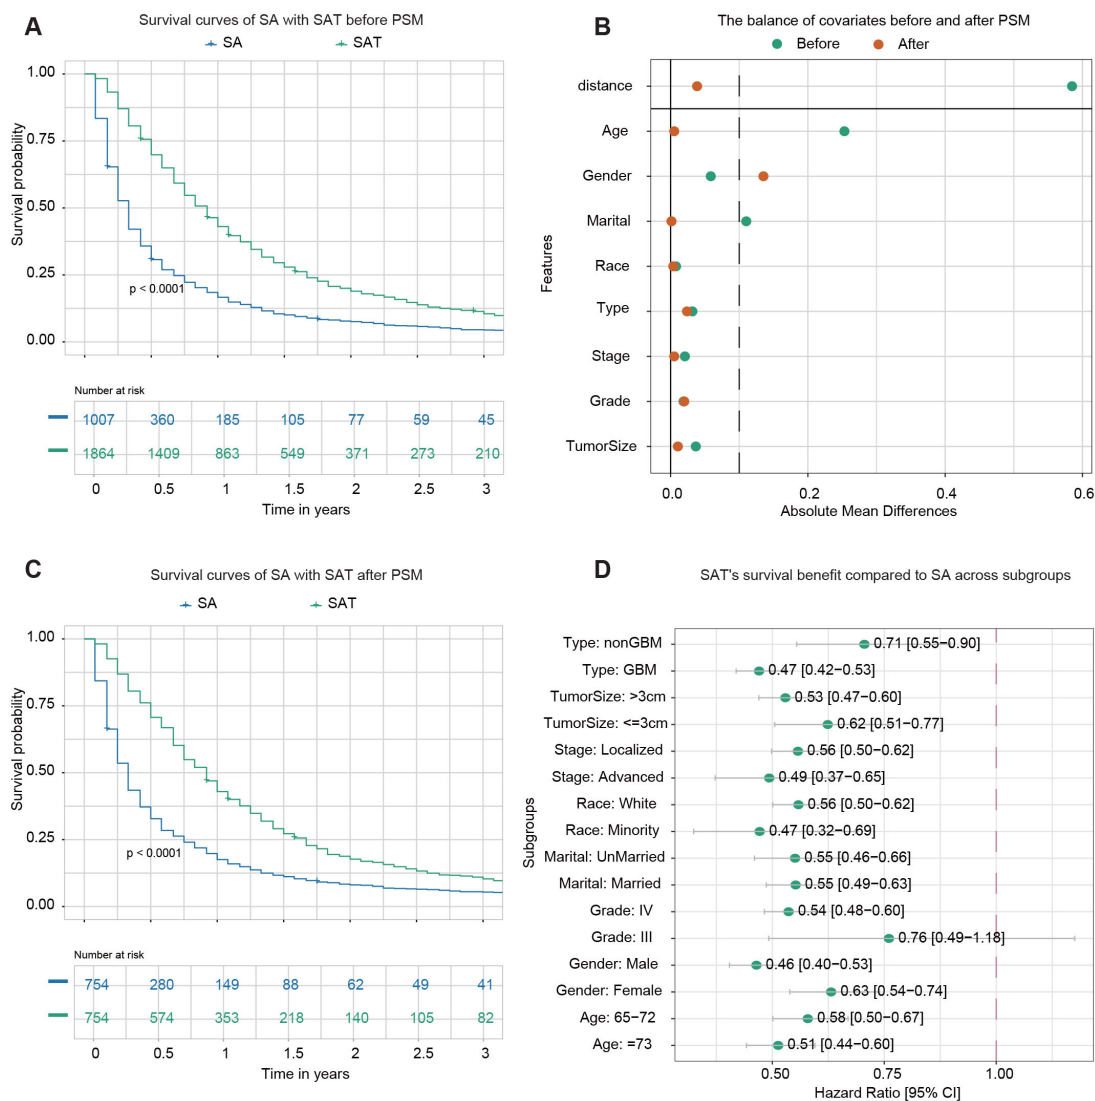 A
Survival curves of SA with SAT before PSM
SA SAT
1.00
0.75
0.50
0.25
0.00
Survival probability
p < 0.0001
Number at risk
1007 360 185 105 77 59 45
1864 1409 863 549 371 273 210
0 0.5 1 1.5 2 2.5 3
Time in years
B
The balance of covariates before and after PSM
Before After
distance
Age
Gender
Marital
Race
Type
Stage
Grade
TumorSize
Features
0.0 0.2 0.4 0.6
Absolute Mean Differences
C
Survival curves of SA with SAT after PSM
SA SAT
1.00
0.75
0.50
0.25
0.00
Survival probability
p < 0.0001
Number at risk
754 280 149 88 62 49 41
754 574 353 218 140 105 82
0 0.5 1 1.5 2 2.5 3
Time in years
D
SAT's survival benefit compared to SA across subgroups
Type: nonGBM 0.71 [0.55−0.90]
Type: GBM 0.47 [0.42−0.53]
TumorSize: >3cm 0.53 [0.47−0.60]
TumorSize: <=3cm 0.62 [0.51−0.77]
Stage: Localized 0.56 [0.50−0.62]
Stage: Advanced 0.49 [0.37−0.65]
Race: White 0.56 [0.50−0.62]
Race: Minority 0.47 [0.32−0.69]
Marital: UnMarried 0.55 [0.46−0.66]
Marital: Married 0.55 [0.49−0.63]
Grade: IV 0.54 [0.48−0.60]
Grade: III 0.76 [0.49−1.18]
Gender: Male 0.46 [0.40−0.53]
Gender: Female 0.63 [0.54−0.74]
Age: 65−72 0.58 [0.50−0.67]
Age: =73 0.51 [0.44−0.60]
Subgroups
0.50 0.75 1.00
Hazard Ratio [95% CI]